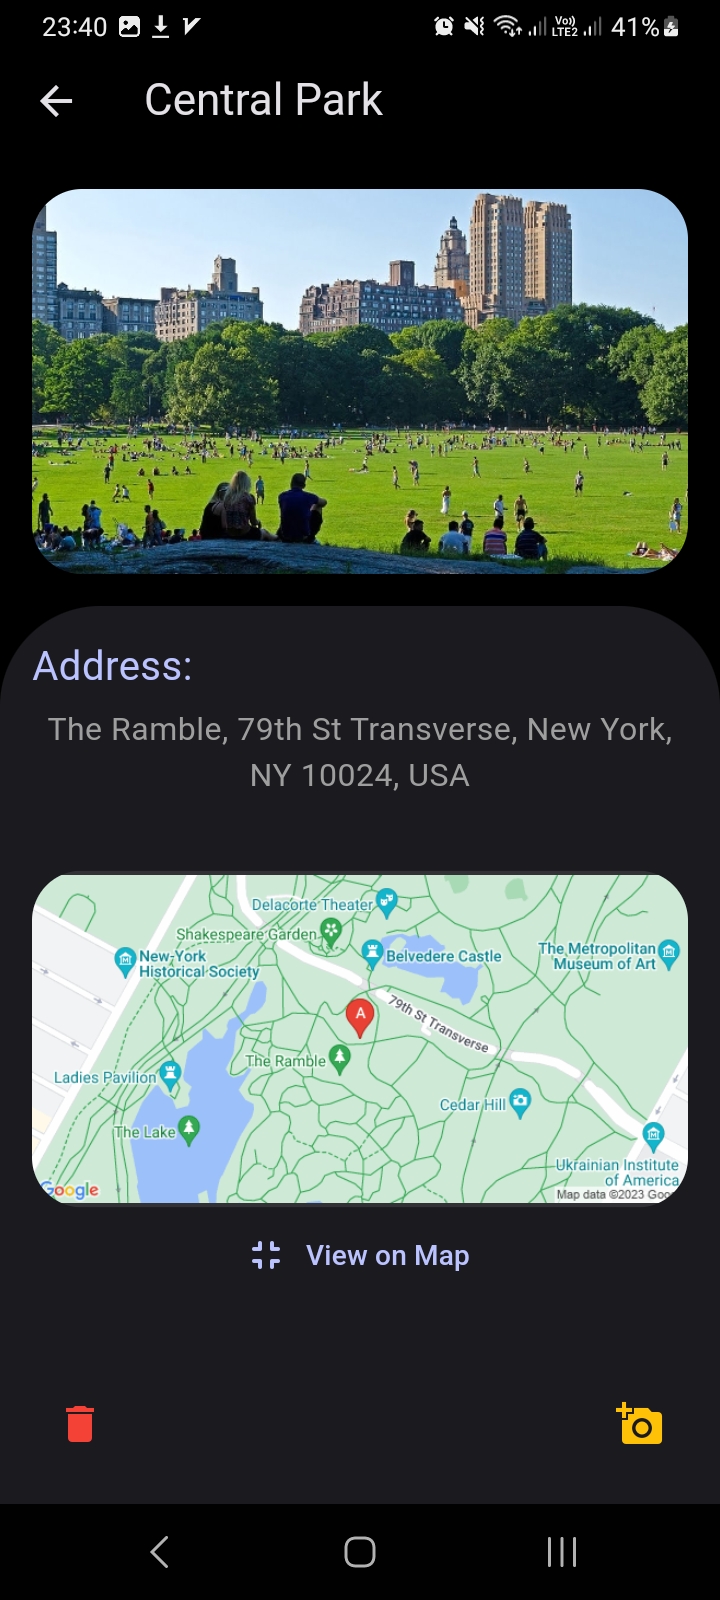 23:40
Vo))
LTE2
41%
Central Park
Address:
The Ramble, 79th St Transverse, New York,
NY 10024, USA
Delacorte Theater
Shakespeare Garden
New-York
Historical Society
Belvedere Castle
The Metropolitan
Museum of Art
A
79th St Transverse
The Ramble
Ladies Pavilion
Cedar Hill
The Lake
Ukrainian Institute
of America
Google
Map data ©2023 Goo
View on Map